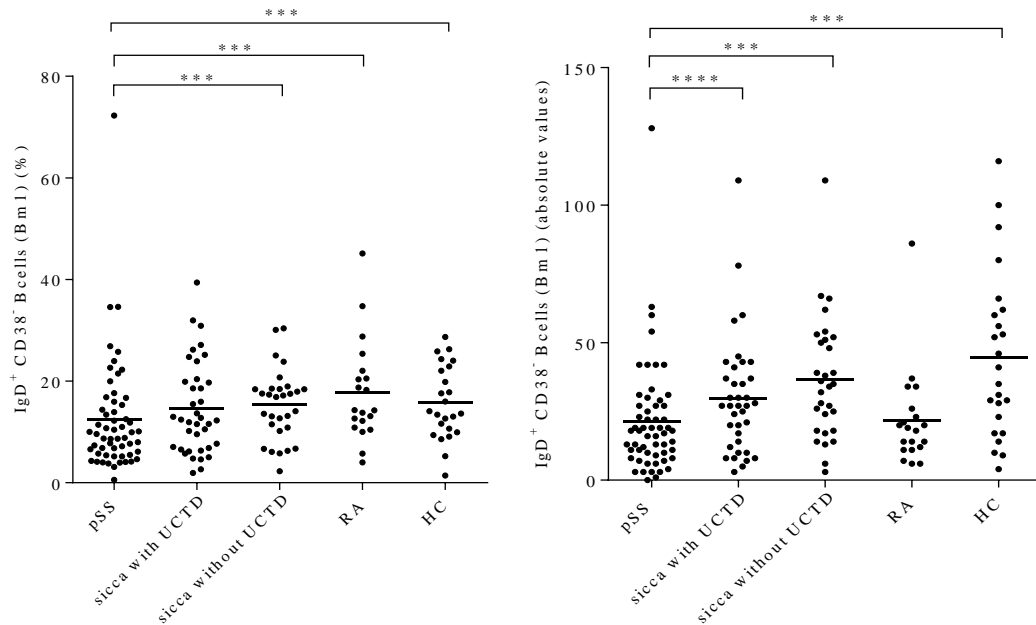 ***
***
***
80
60
40
20
0
IgD+ CD38- Bcells (Bm1) (%)
pSS
sicca with UCTD
sicca without UCTD
RA
HC
***
***
****
150
100
50
0
IgD+ CD38- Bcells (Bm1) (absolute values)
pSS
sicca with UCTD
sicca without UCTD
RA
HC